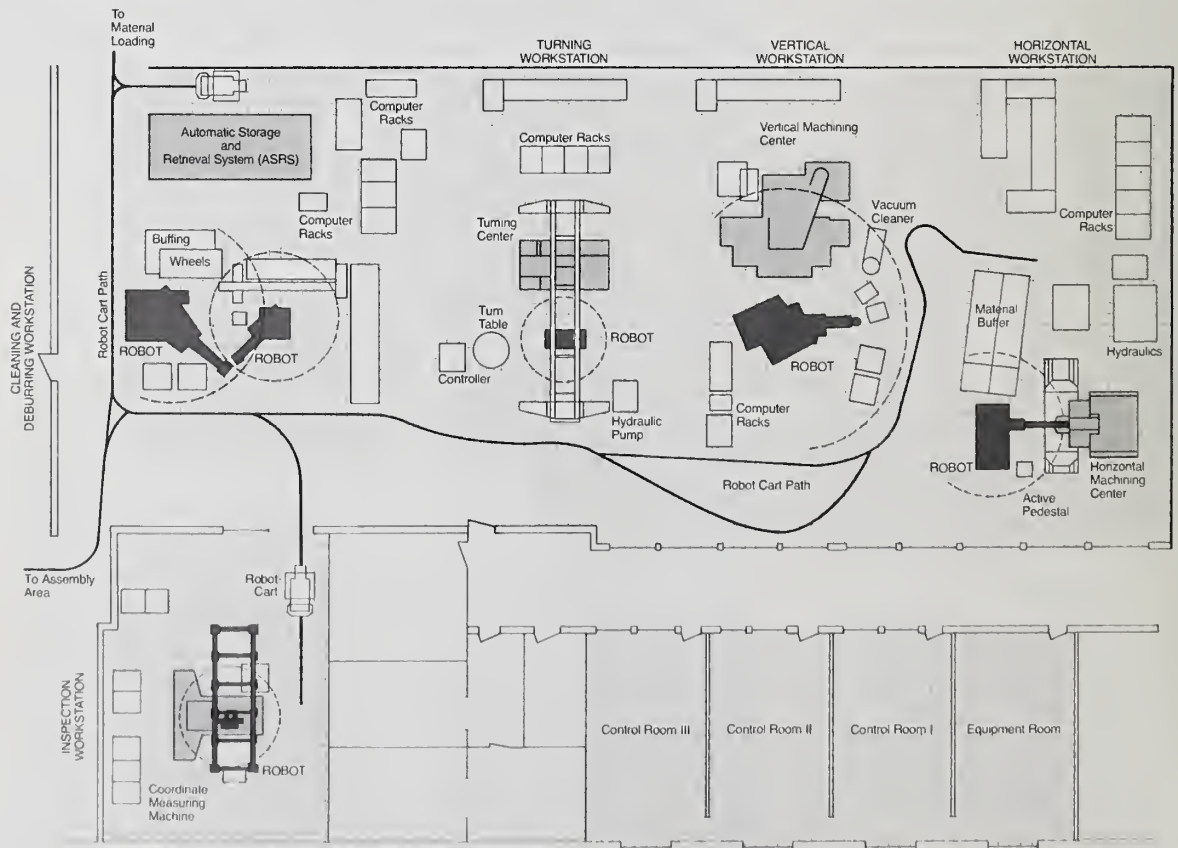 To
Material
Loading
TURNING
WORKSTATION
VERTICAL
WORKSTATION
HORIZONTAL
WORKSTATION
Computer
Racks
Automatic Storage
and
Retrieval System (ASRS)
Computer Racks
Vertical Machining
Center
Computer
Racks
Turning
Center
Vacuum
Cleaner
Computer
Racks
Buffing
Wheels
CLEANING AND
DEBURRING WORKSTATION
Robot Cart Path
ROBOT
ROBOT
Turn
Table
ROBOT
Controller
ROBOT
Material
Buffer
Hydraulics
Hydraulic
Pump
Computer
Racks
ROBOT
Active
Pedestal
Horizontal
Machining
Center
Robot Cart Path
To Assembly
Area
Robot-
Cart
INSPECTION
WORKSTATION
ROBOT
Coordinate
Measuring
Machine
Control Room III
Control Room II
Control Room I
Equipment Room